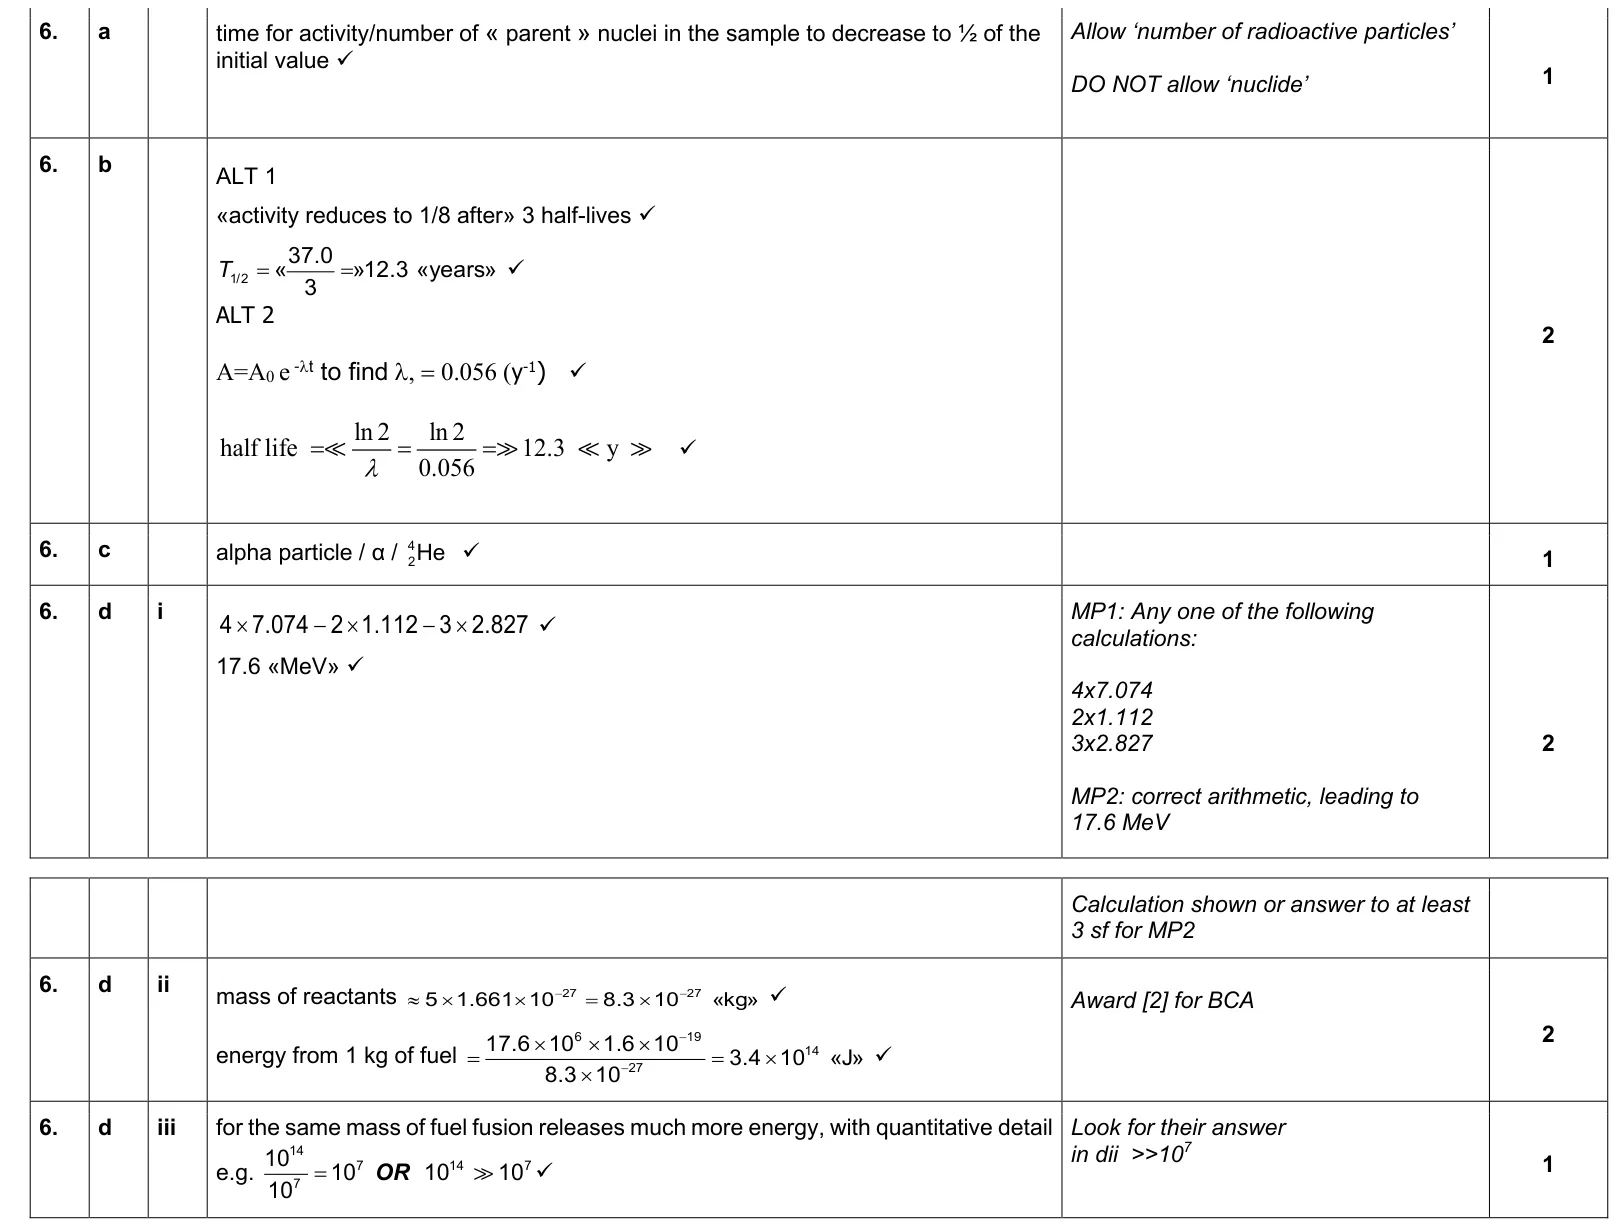 6. a time for activity/number of « parent » nuclei in the sample to decrease to ½ of the
initial value ✓
Allow ‘number of radioactive particles’
DO NOT allow ‘nuclide’
1
6. b
ALT 1
«activity reduces to 1/8 after» 3 half-lives ✓
T1/2 = «37.0/3 =»12.3 «years» ✓
ALT 2
A=A₀ e^-λt to find λ, = 0.056 (y⁻¹) ✓
half life =≪ ln 2/λ = ln 2/0.056 =≫ 12.3 ≪ y ≫ ✓
2
6. c alpha particle / α / ⁴₂He ✓
1
6. d i
4×7.074 − 2×1.112 − 3×2.827 ✓
17.6 «MeV» ✓
MP1: Any one of the following
calculations:
4x7.074
2x1.112
3x2.827
MP2: correct arithmetic, leading to
17.6 MeV
2
Calculation shown or answer to at least
3 sf for MP2
6. d ii
mass of reactants ≈ 5×1.661×10⁻²⁷ = 8.3×10⁻²⁷ «kg» ✓
energy from 1 kg of fuel = 17.6×10⁶×1.6×10⁻¹⁹/8.3×10⁻²⁷ = 3.4×10¹⁴ «J» ✓
Award [2] for BCA
2
6. d iii for the same mass of fuel fusion releases much more energy, with quantitative detail
e.g. 10¹⁴/10⁷ = 10⁷ OR 10¹⁴ ≫ 10⁷ ✓
Look for their answer
in dii >>10⁷
1